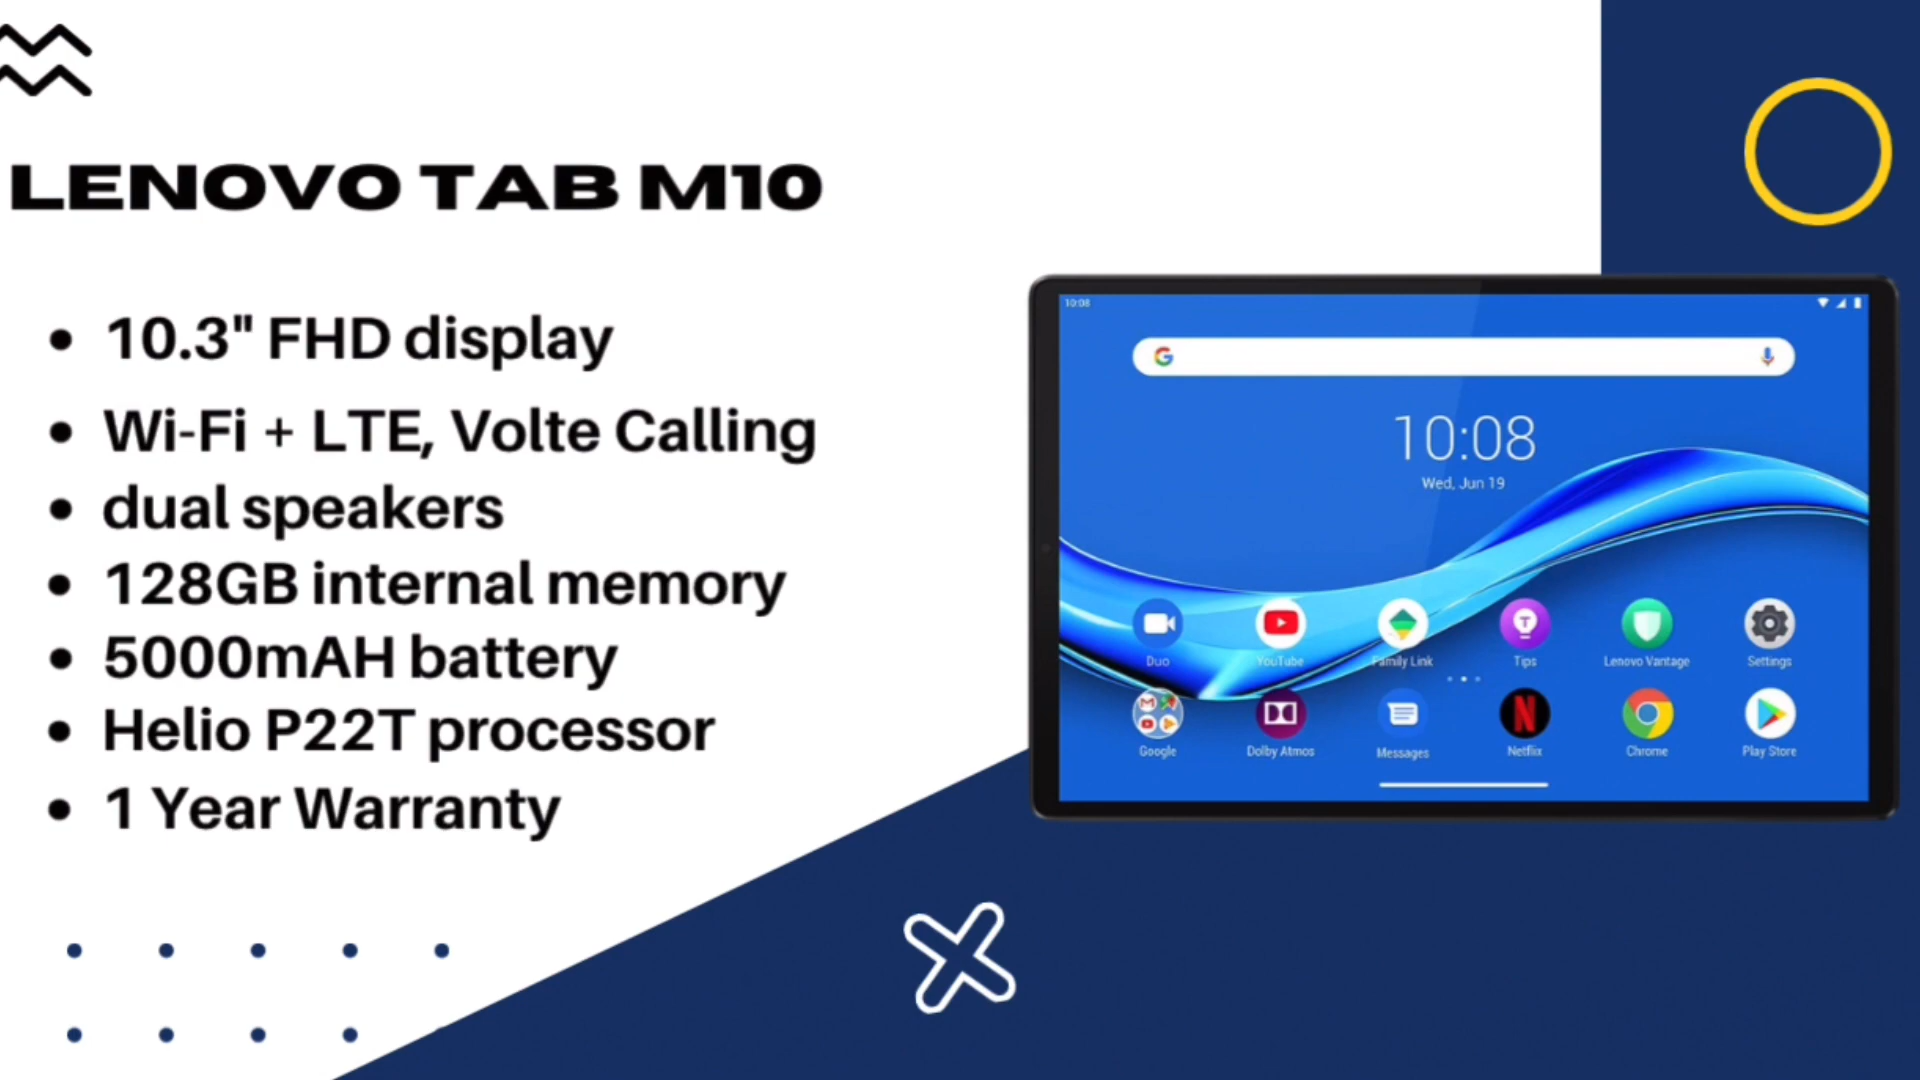 LENOVO TAB M10
10.3" FHD display
Wi-Fi + LTE, Volte Calling
dual speakers
128GB internal memory
5000mAH battery
Helio P22T processor
1 Year Warranty
10:08
G
10:08
Wed, Jun 19
Duo
YouTube
Family Link
Tips
Lenovo Vantage
Settings
Google
Dolby Atmos
Messages
Netflix
Chrome
Play Store